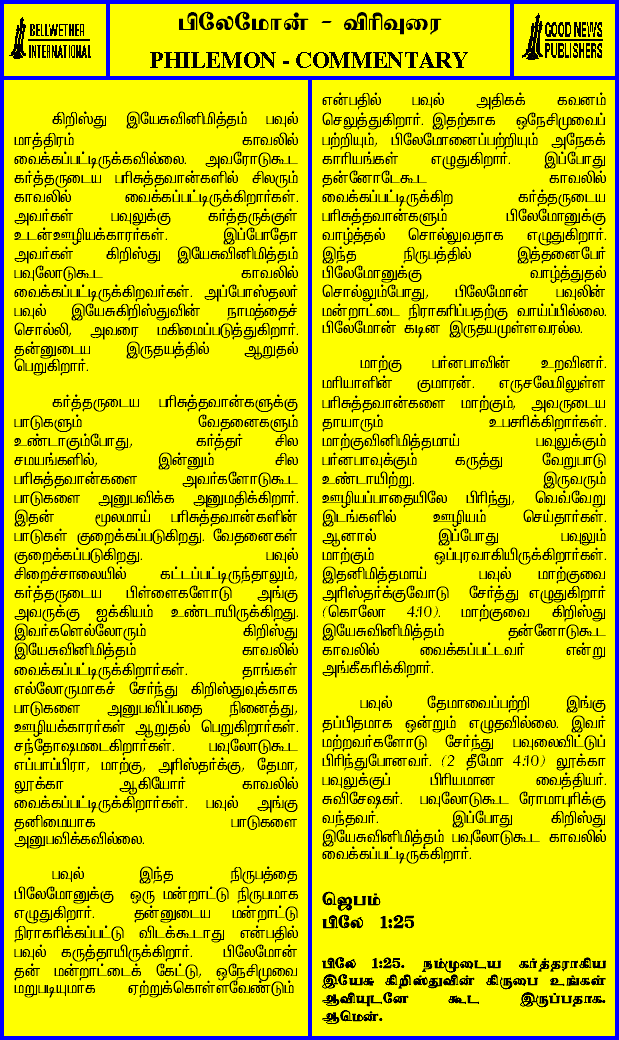 BELLWETHER
INTERNATIONAL
பிலேமோன் - விரிவுரை
PHILEMON - COMMENTARY
GOOD NEWS
PUBLISHERS
கிறிஸ்து இயேசுவினிமித்தம் பவுல்
மாத்திரம் காவலில்
வைக்கப்பட்டிருக்கவில்லை. அவரோடுகூட
கர்த்தருடைய பரிசுத்தவான்களில் சிலரும்
காவலில் வைக்கப்பட்டிருக்கிறார்கள்.
அவர்கள் பவுலுக்கு கர்த்தருக்குள்
உடன்ஊழியக்காரர்கள். இப்போதோ
அவர்கள் கிறிஸ்து இயேசுவினிமித்தம்
பவுலோடுகூட காவலில்
வைக்கப்பட்டிருக்கிறவர்கள். அப்போஸ்தலர்
பவுல் இயேசுகிறிஸ்துவின் நாமத்தைச்
சொல்லி, அவரை மகிமைப்படுத்துகிறார்.
தன்னுடைய இருதயத்தில் ஆறுதல்
பெறுகிறார்.
கர்த்தருடைய பரிசுத்தவான்களுக்கு
பாடுகளும் வேதனைகளும்
உண்டாகும்போது, கர்த்தர் சில
சமயங்களில், இன்னும் சில
பரிசுத்தவான்களை அவர்களோடுகூட
பாடுகளை அனுபவிக்க அனுமதிக்கிறார்.
இதன் மூலமாய் பரிசுத்தவான்களின்
பாடுகள் குறைக்கப்படுகிறது. வேதனைகள்
குறைக்கப்படுகிறது. பவுல்
சிறைச்சாலையில் கட்டப்பட்டிருந்தாலும்,
கர்த்தருடைய பிள்ளைகளோடு அங்கு
அவருக்கு ஐக்கியம் உண்டாயிருக்கிறது.
இவர்களெல்லோரும் கிறிஸ்து
இயேசுவினிமித்தம் காவலில்
வைக்கப்பட்டிருக்கிறார்கள். தாங்கள்
எல்லோருமாகச் சேர்ந்து கிறிஸ்துவுக்காக
பாடுகளை அனுபவிப்பதை நினைத்து,
ஊழியக்காரர்கள் ஆறுதல் பெறுகிறார்கள்.
சந்தோஷமடைகிறார்கள். பவுலோடுகூட
எப்பாப்பிரா, மாற்கு, அரிஸ்தர்க்கு, தேமா,
லூக்கா ஆகியோர் காவலில்
வைக்கப்பட்டிருக்கிறார்கள். பவுல் அங்கு
தனிமையாக பாடுகளை
அனுபவிக்கவில்லை.
பவுல் இந்த நிருபத்தை
பிலேமோனுக்கு ஒரு மன்றாட்டு நிருபமாக
எழுதுகிறார். தன்னுடைய மன்றாட்டு
நிராகரிக்கப்பட்டு விடக்கூடாது என்பதில்
பவுல் கருத்தாயிருக்கிறார். பிலேமோன்
தன் மன்றாட்டைக் கேட்டு, ஒநேசிமுவை
மறுபடியுமாக ஏற்றுக்கொள்ளவேண்டும்
என்பதில் பவுல் அதிகக் கவனம்
செலுத்துகிறார். இதற்காக ஒநேசிமுவைப்
பற்றியும், பிலேமோனைப்பற்றியும் அநேகக்
காரியங்கள் எழுதுகிறார். இப்போது
தன்னோடேகூட காவலில்
வைக்கப்பட்டிருக்கிற கர்த்தருடைய
பரிசுத்தவான்களும் பிலேமோனுக்கு
வாழ்த்தல் சொல்லுவதாக எழுதுகிறார்.
இந்த நிருபத்தில் இத்தனைபேர்
பிலேமோனுக்கு வாழ்த்துதல்
சொல்லும்போது, பிலேமோன் பவுலின்
மன்றாட்டை நிராகரிப்பதற்கு வாய்ப்பில்லை.
பிலேமோன் கடின இருதயமுள்ளவரல்ல.
மாற்கு பர்னபாவின் உறவினர்.
மரியாளின் குமாரன். எருசலேமிலுள்ள
பரிசுத்தவான்களை மாற்கும், அவருடைய
தாயாரும் உபசரிக்கிறார்கள்.
மாற்குவினிமித்தமாய் பவுலுக்கும்
பர்னபாவுக்கும் கருத்து வேறுபாடு
உண்டாயிற்று. இருவரும்
ஊழியப்பாதையிலே பிரிந்து, வெவ்வேறு
இடங்களில் ஊழியம் செய்தார்கள்.
ஆனால் இப்போது பவுலும்
மாற்கும் ஒப்புரவாகியிருக்கிறார்கள்.
இதனிமித்தமாய் பவுல் மாற்குவை
அரிஸ்தர்க்குவோடு சேர்த்து எழுதுகிறார்
(கொலோ 4:10). மாற்குவை கிறிஸ்து
இயேசுவினிமித்தம் தன்னோடுகூட
காவலில் வைக்கப்பட்டவர் என்று
அங்கீகரிக்கிறார்.
பவுல் தேமாவைப்பற்றி இங்கு
தப்பிதமாக ஒன்றும் எழுதவில்லை. இவர்
மற்றவர்களோடு சேர்ந்து பவுலைவிட்டுப்
பிரிந்துபோனவர். (2 தீமோ 4:10) லூக்கா
பவுலுக்குப் பிரியமான வைத்தியர்.
சுவிசேஷகர். பவுலோடுகூட ரோமாபுரிக்கு
வந்தவர். இப்போது கிறிஸ்து
இயேசுவினிமித்தம் பவுலோடுகூட காவலில்
வைக்கப்பட்டிருக்கிறார்.
ஜெபம்
பிலே 1:25
பிலே 1:25. நம்முடைய கர்த்தராகிய
இயேசு கிறிஸ்துவின் கிருபை உங்கள்
ஆவியுடனே கூட இருப்பதாக.
ஆமென்.